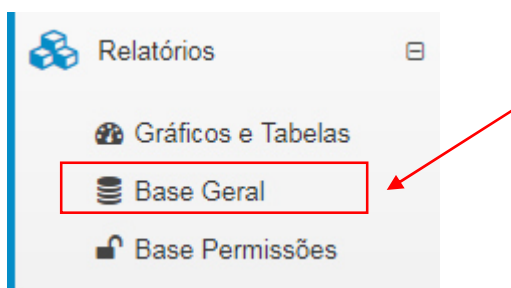 Relatórios
Gráficos e Tabelas
Base Geral
Base Permissões